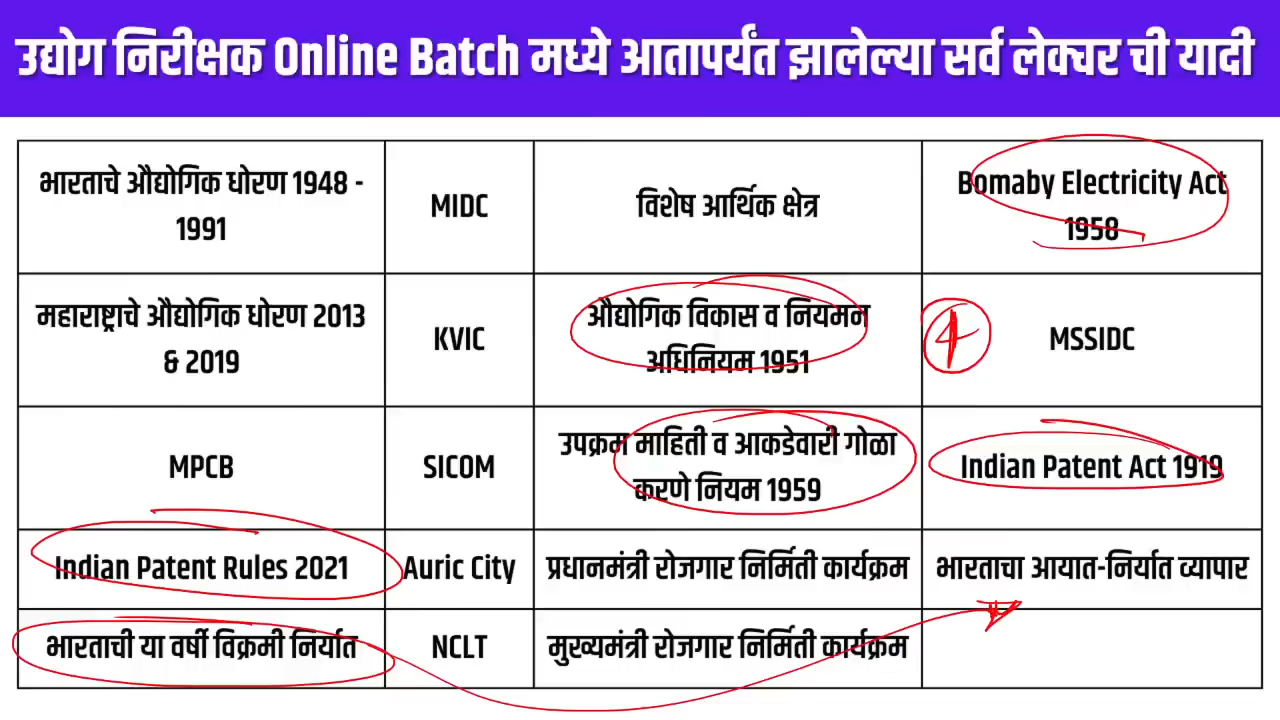 उद्योग निरीक्षक Online Batch मध्ये आतापर्यंत झालेल्या सर्व लेक्चर ची यादी
भारताचे औद्योगिक धोरण 1948 -
1991
MIDC
विशेष आर्थिक क्षेत्र
Bomaby Electricity Act
1958
महाराष्ट्राचे औद्योगिक धोरण 2013
& 2019
KVIC
औद्योगिक विकास व नियमन
अधिनियम 1951
4
MSSIDC
MPCB
SICOM
उपक्रम माहिती व आकडेवारी गोळा
करणे नियम 1959
Indian Patent Act 1919
Indian Patent Rules 2021
Auric City
प्रधानमंत्री रोजगार निर्मिती कार्यक्रम
भारताचा आयात-निर्यात व्यापार
भारताची या वर्षी विक्रमी निर्यात
NCLT
मुख्यमंत्री रोजगार निर्मिती कार्यक्रम